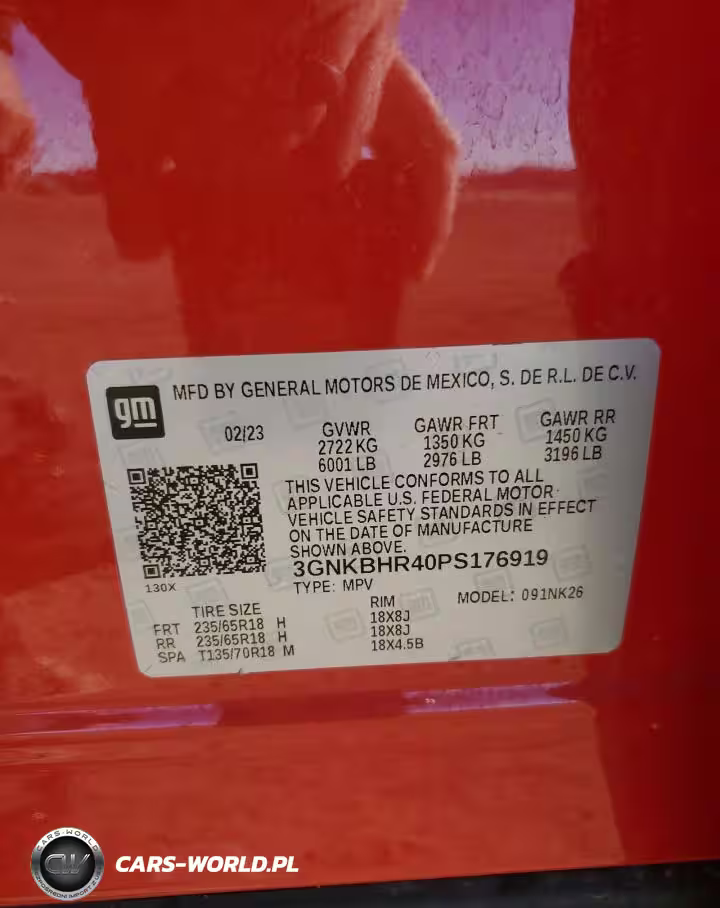 gm
MFD BY GENERAL MOTORS DE MEXICO, S. DE R.L. DE C.V.
02/23 GVWR GAWR FRT GAWR RR
2722 KG 1350 KG 1450 KG
6001 LB 2976 LB 3196 LB
THIS VEHICLE CONFORMS TO ALL
APPLICABLE U.S. FEDERAL MOTOR
VEHICLE SAFETY STANDARDS IN EFFECT
ON THE DATE OF MANUFACTURE
SHOWN ABOVE.
3GNKBHR40PS176919
130X
TYPE: MPV MODEL: 091NK26
TIRE SIZE RIM
FRT 235/65R18 H 18X8J
RR 235/65R18 H 18X8J
SPA T135/70R18 M 18X4.5B
CARS-WORLD
CW
CARS-WORLD.PL